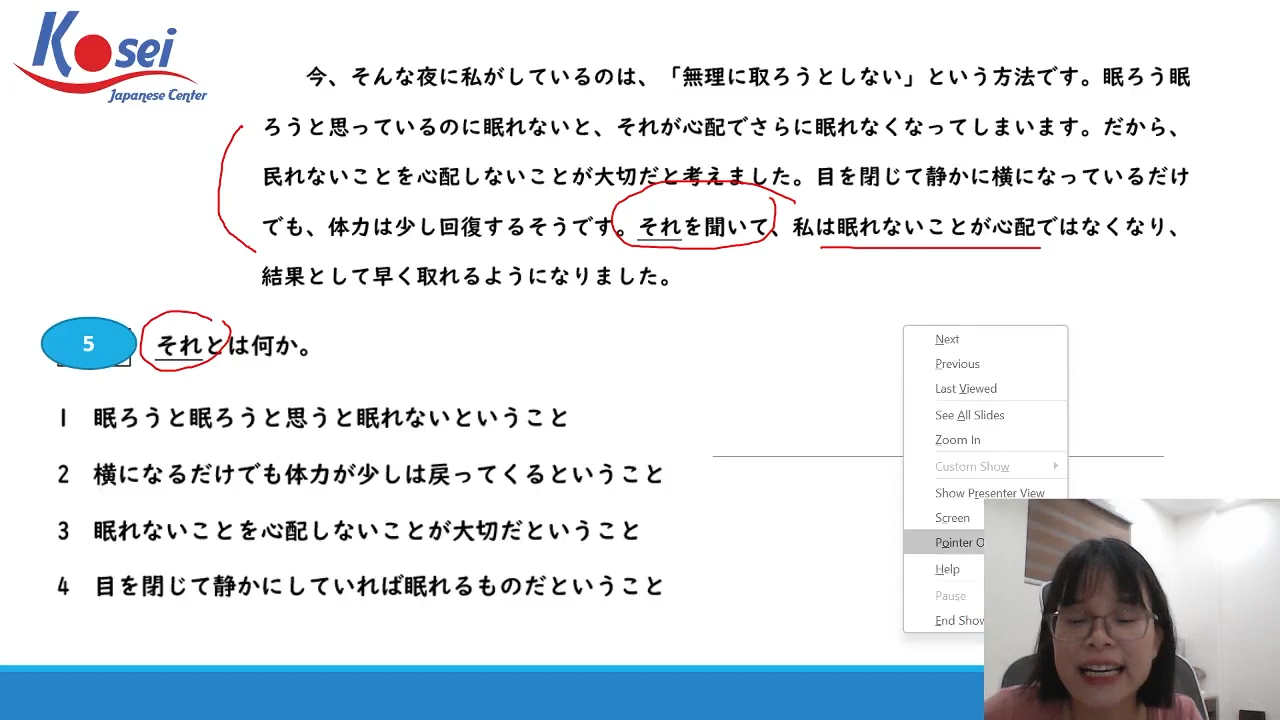 Kosei
Japanese Center
今、そんな夜に私がしているのは、「無理に取ろうとしない」という方法です。眠ろう眠
ろうと思っているのに眠れないと、それが心配でさらに眠れなくなってしまいます。だから、
民れないことを心配しないことが大切だと考えました。目を閉じて静かに横になっているだけ
でも、体力は少し回復するそうです。それを聞いて、私は眠れないことが心配ではなくなり、
結果として早く取れるようになりました。
5 それとは何か。
1 眠ろうと眠ろうと思うと眠れないということ
2 横になるだけでも体力が少しは戻ってくるということ
3 眠れないことを心配しないことが大切だということ
4 目を閉じて静かにしていれば眠れるものだということ
Next
Previous
Last Viewed
See All Slides
Zoom In
Custom Show
Show Presenter View
Screen
Pointer O
Help
Pause
End Show